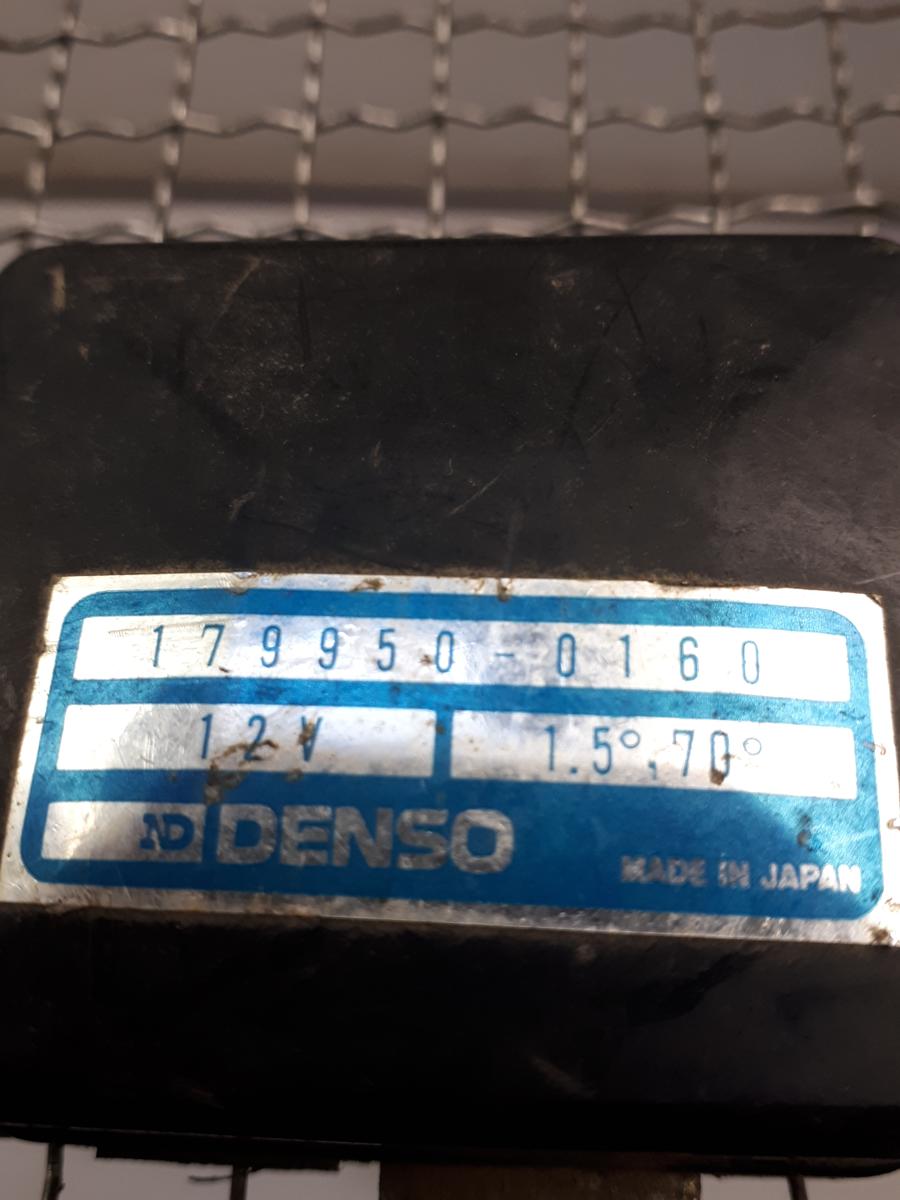 179950-0160
12V 1.5°,70°
ND DENSO
MADE IN JAPAN